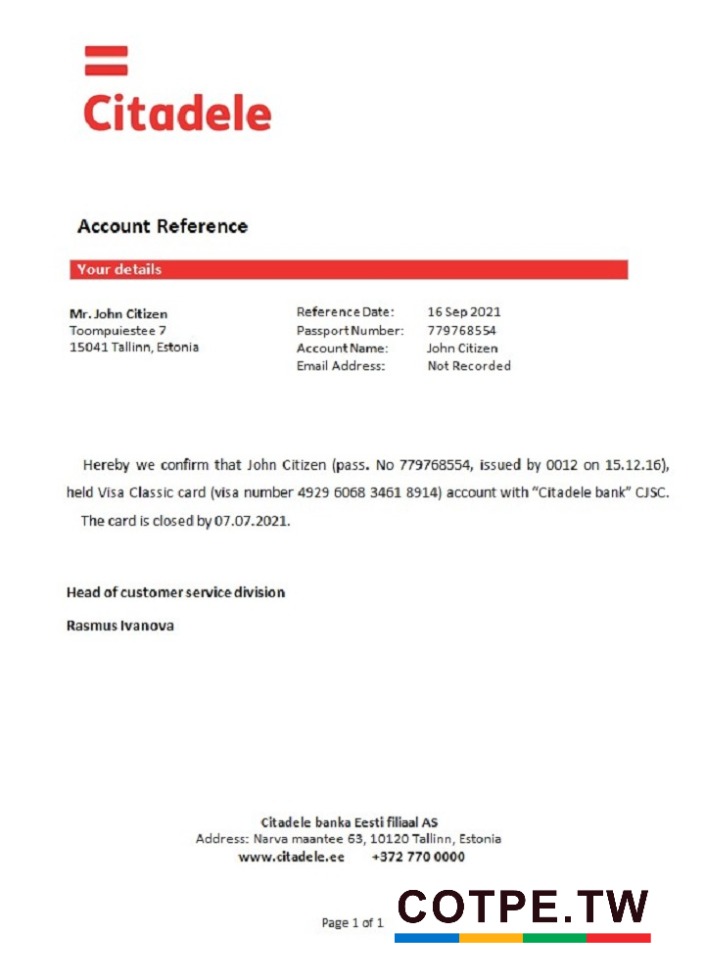 Citadele
Account Reference
Your details
Mr. John Citizen
Toompuiestee 7
15041 Tallinn, Estonia
Reference Date: 16 Sep 2021
Passport Number: 779768554
Account Name: John Citizen
Email Address: Not Recorded
Hereby we confirm that John Citizen (pass. No 779768554, issued by 0012 on 15.12.16),
held Visa Classic card (visa number 4929 6068 3461 8914) account with “Citadele bank” CJSC.
The card is closed by 07.07.2021.
Head of customer service division
Rasmus Ivanova
Citadele banka Eesti filiaal AS
Address: Narva maantee 63, 10120 Tallinn, Estonia
www.citadele.ee +372 770 0000
Page 1 of 1
COTPE.TW